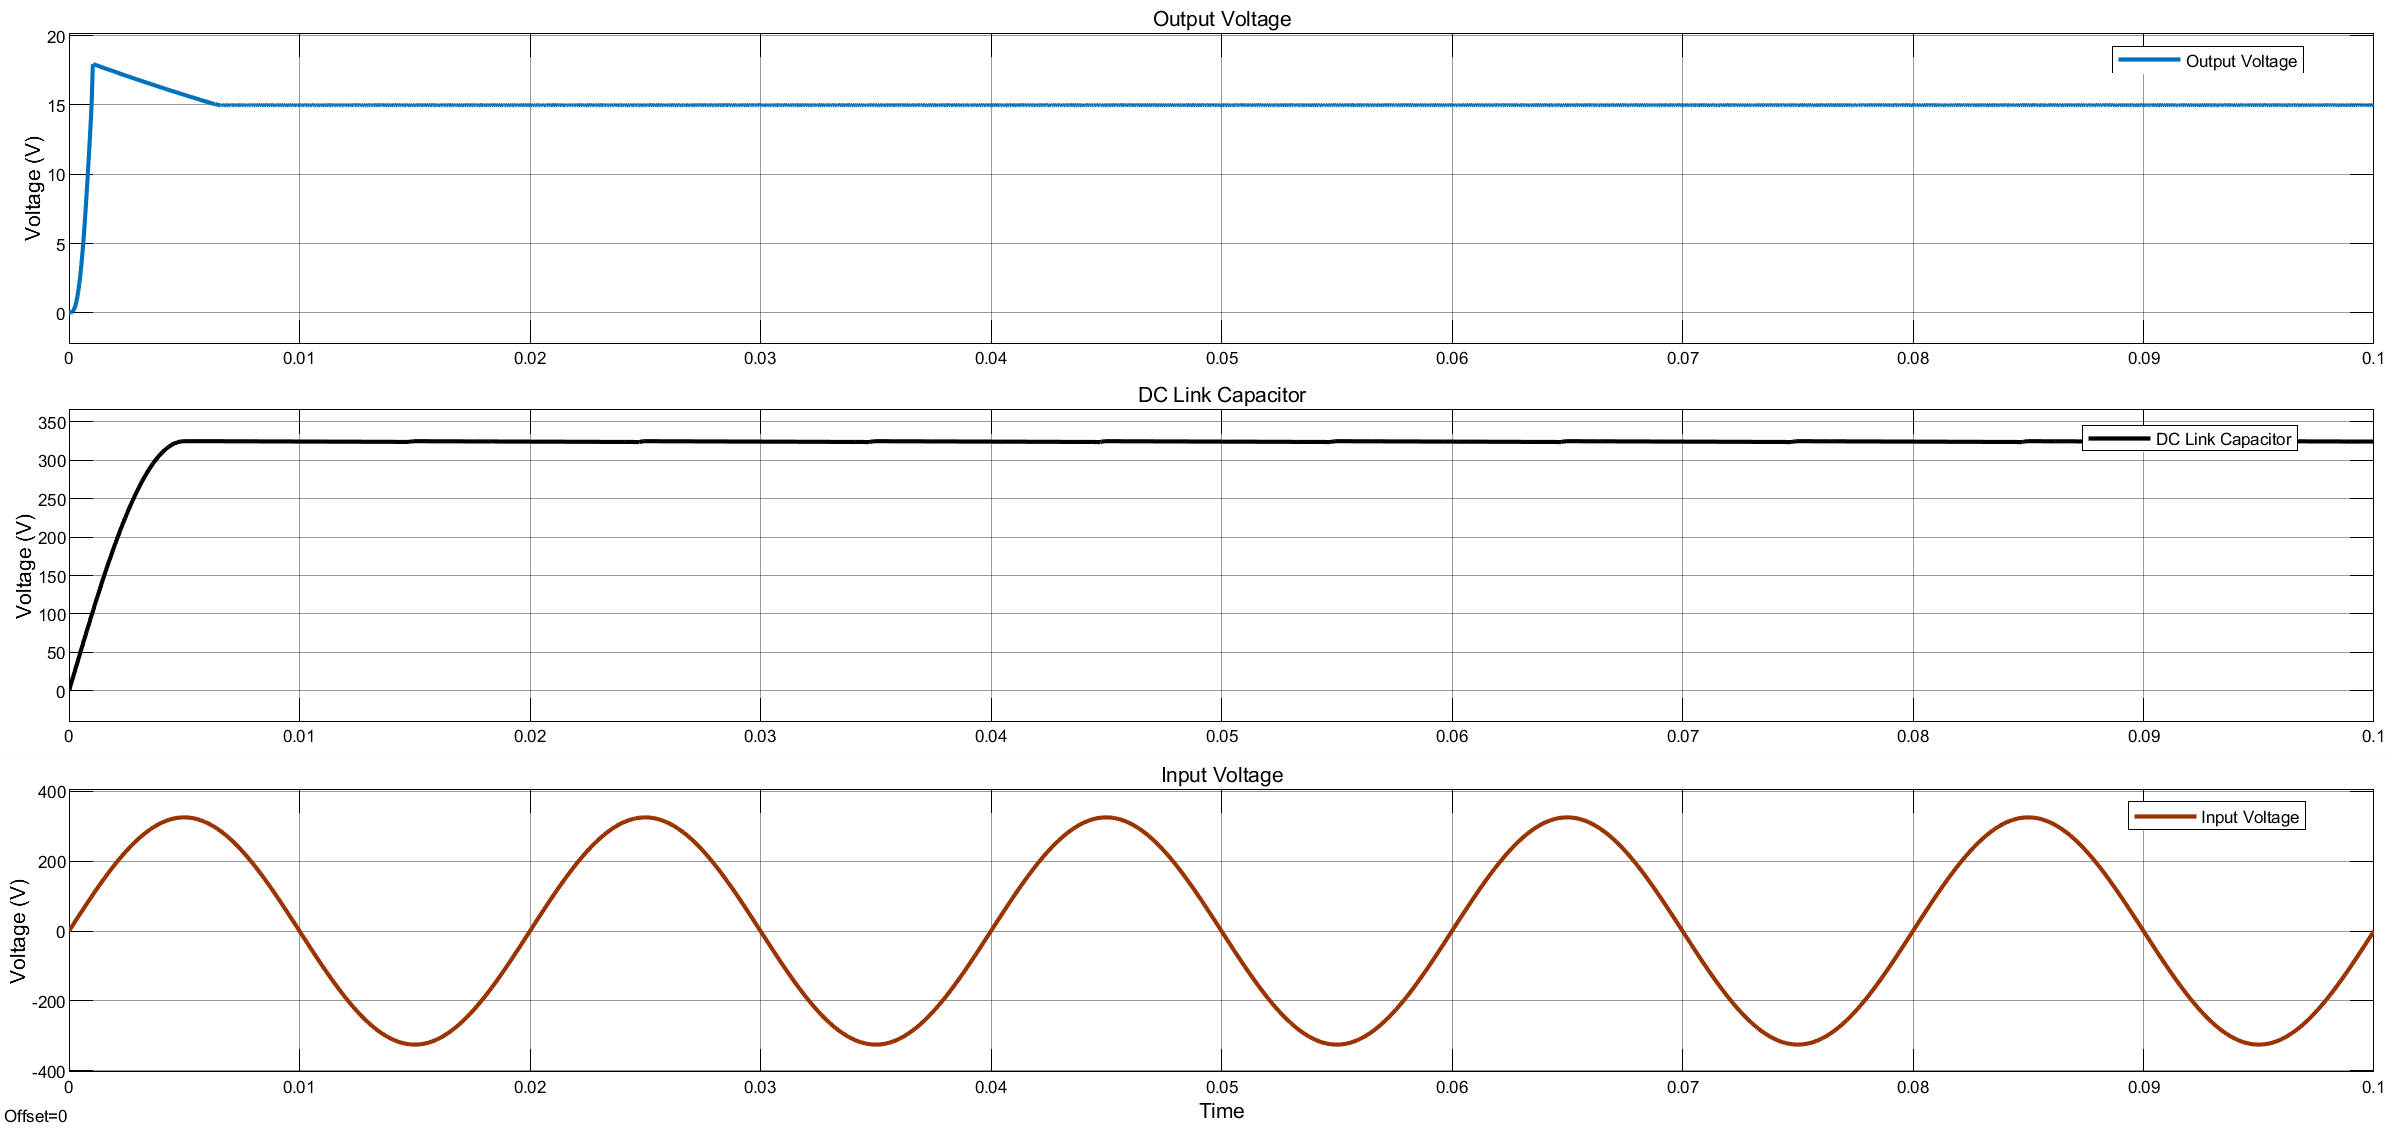 Output Voltage
20
15
10
5
0
Voltage (V)
Output Voltage
0 0.01 0.02 0.03 0.04 0.05 0.06 0.07 0.08 0.09 0.1
DC Link Capacitor
350
300
250
200
150
100
50
0
Voltage (V)
DC Link Capacitor
0 0.01 0.02 0.03 0.04 0.05 0.06 0.07 0.08 0.09 0.1
Input Voltage
400
200
0
-200
-400
Voltage (V)
Input Voltage
0 0.01 0.02 0.03 0.04 0.05 0.06 0.07 0.08 0.09 0.1
Time
Offset=0